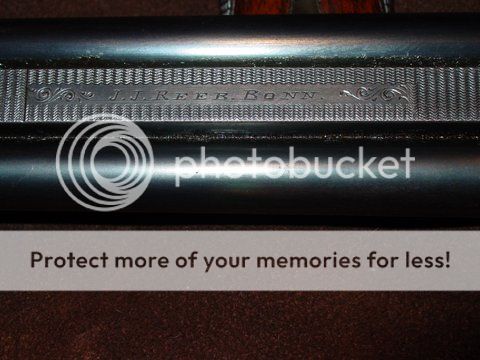 J.J. REEB. BONN.
photobucket
Protect more of your memories for less!